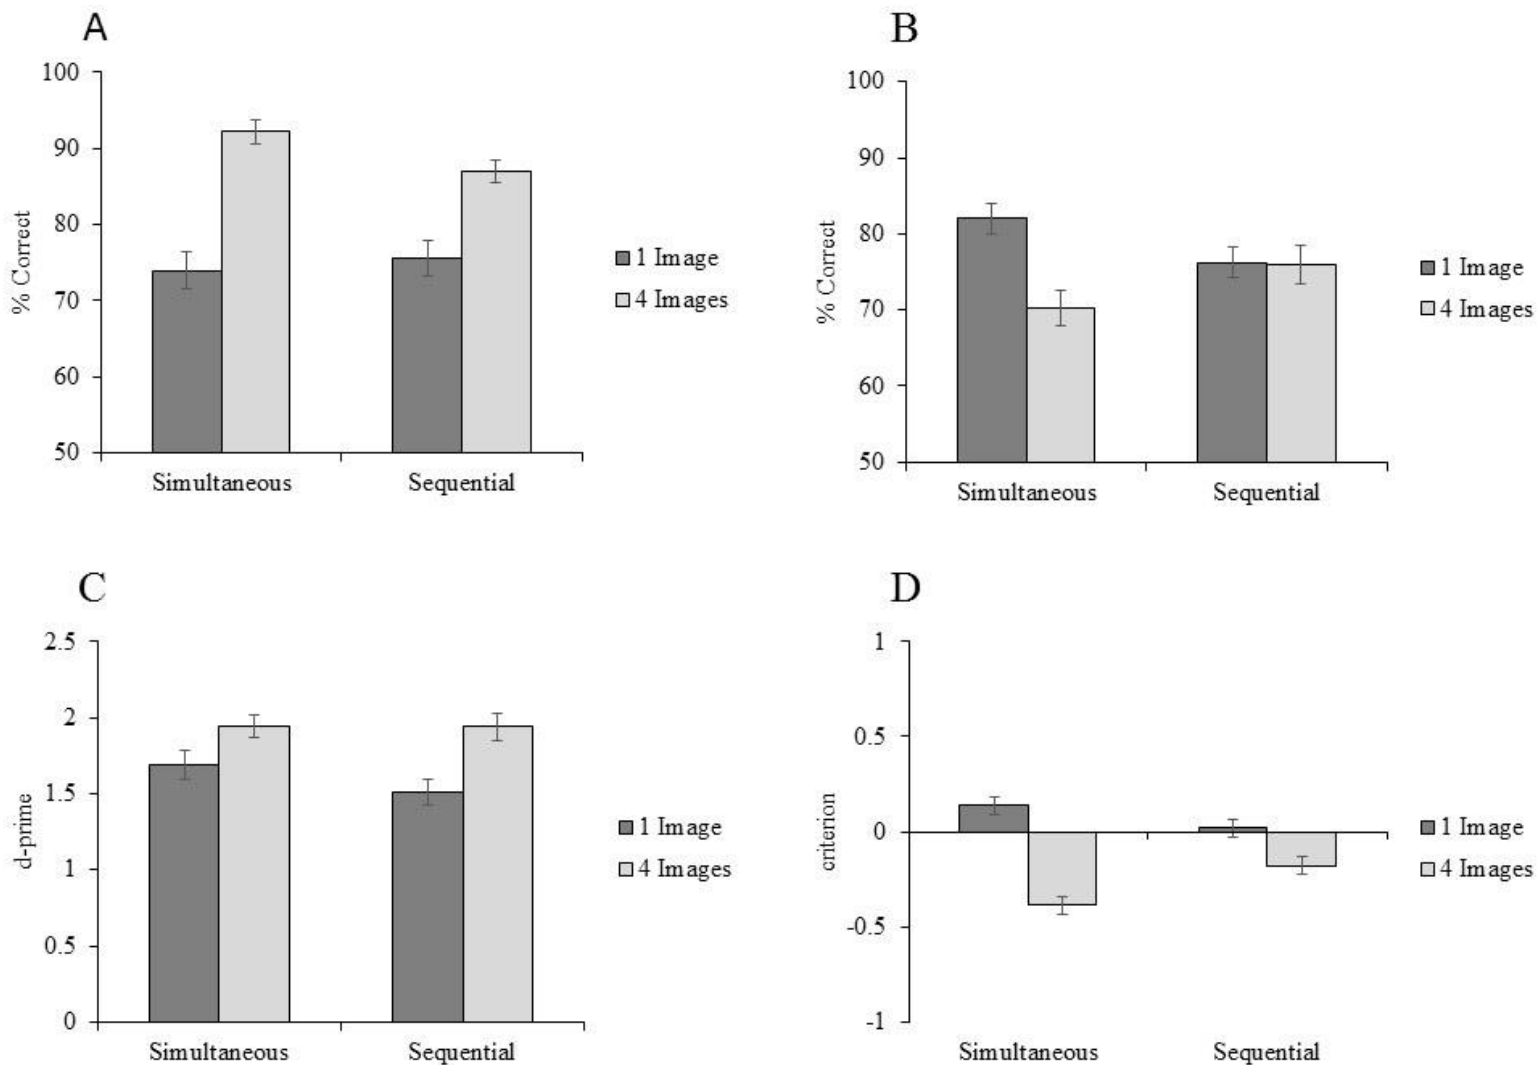 A
% Correct
100
90
80
70
60
50
Simultaneous
Sequential
1 Image
4 Images
B
% Correct
100
90
80
70
60
50
Simultaneous
Sequential
1 Image
4 Images
C
d-prime
2.5
2
1.5
1
0.5
0
Simultaneous
Sequential
1 Image
4 Images
D
criterion
1
0.5
0
-0.5
-1
Simultaneous
Sequential
1 Image
4 Images